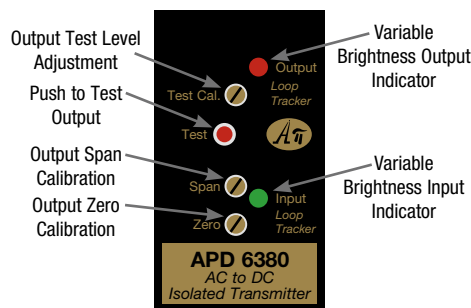 Output Test Level
Adjustment
Push to Test
Output
Output Span
Calibration
Output Zero
Calibration
Output
Loop
Tracker
Test Cal.
Test
Span
Input
Loop
Tracker
Zero
APD 6380
AC to DC
Isolated Transmitter
Variable
Brightness Output
Indicator
Variable
Brightness Input
Indicator